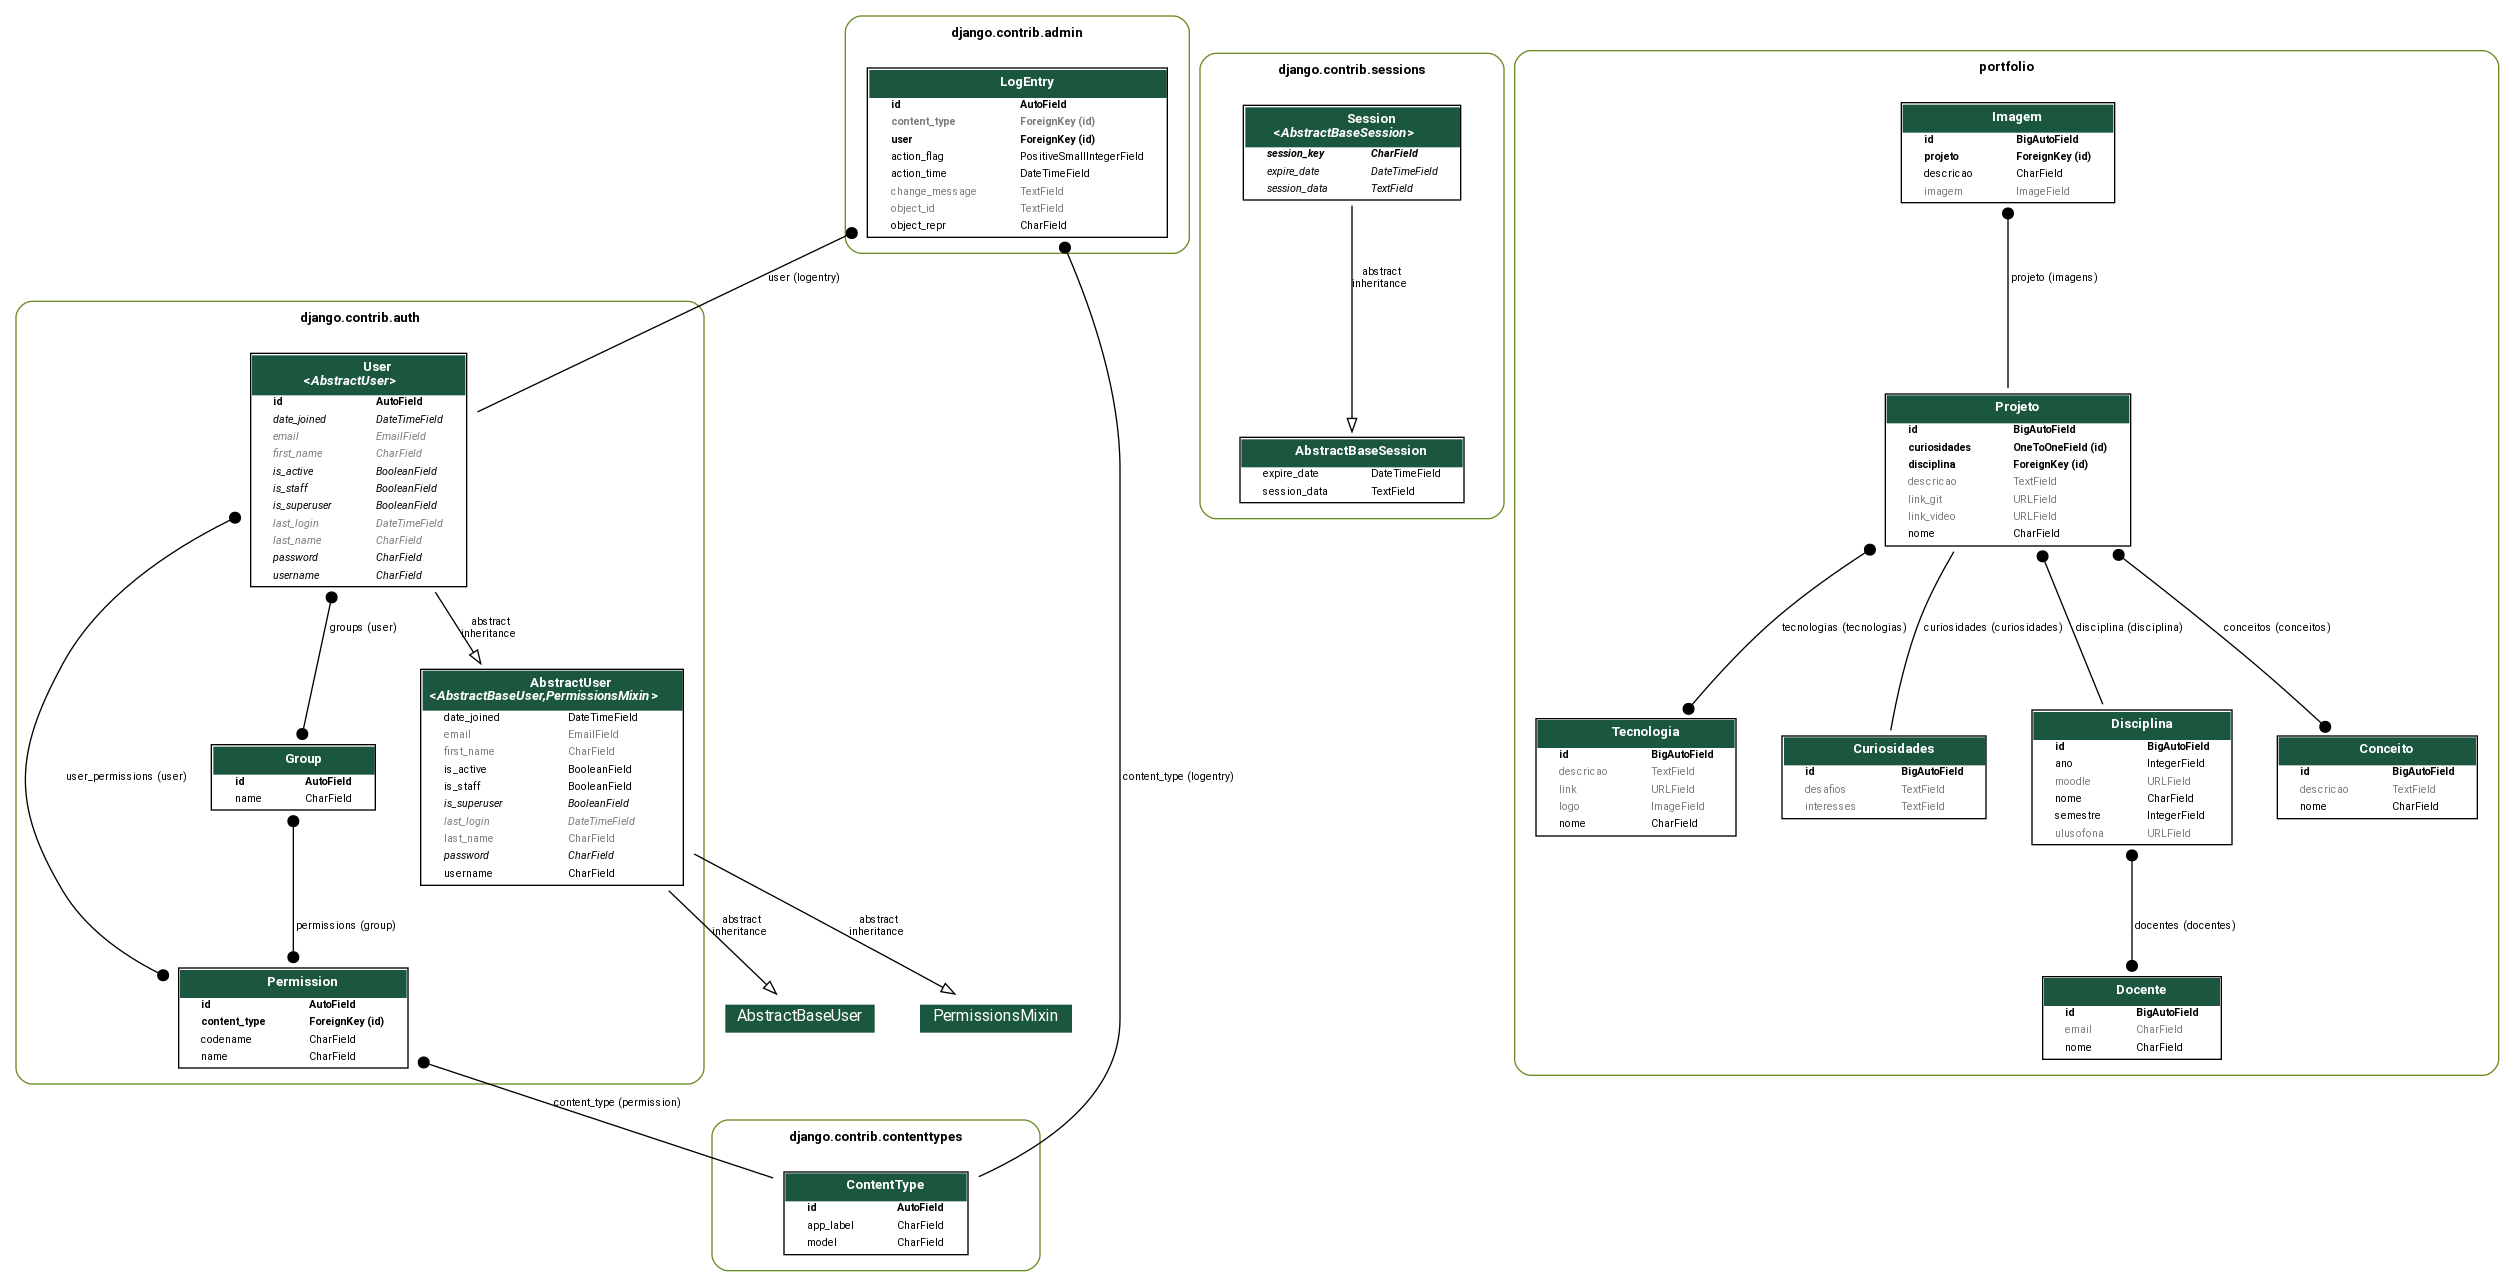 django.contrib.admin
LogEntry
id AutoField
content_type ForeignKey (id)
user ForeignKey (id)
action_flag PositiveSmallIntegerField
action_time DateTimeField
change_message TextField
object_id TextField
object_repr CharField
django.contrib.sessions
Session
<AbstractBaseSession>
session_key CharField
expire_date DateTimeField
session_data TextField
abstract
inheritance
AbstractBaseSession
expire_date DateTimeField
session_data TextField
portfolio
Imagem
id BigAutoField
projeto ForeignKey (id)
descricao CharField
imagem ImageField
projeto (imagens)
Projeto
id BigAutoField
curiosidades OneToOneField (id)
disciplina ForeignKey (id)
descricao TextField
link_git URLField
link_video URLField
nome CharField
tecnologias (tecnologias)
curiosidades (curiosidades)
disciplina (disciplina)
conceitos (conceitos)
Tecnologia
id BigAutoField
descricao TextField
link URLField
logo ImageField
nome CharField
Curiosidades
id BigAutoField
desafios TextField
interesses TextField
Disciplina
id BigAutoField
ano IntegerField
moodle URLField
nome CharField
semestre IntegerField
ulusofona URLField
Conceito
id BigAutoField
descricao TextField
nome CharField
docentes (docentes)
Docente
id BigAutoField
email CharField
nome CharField
user (logentry)
django.contrib.auth
User
<AbstractUser>
id AutoField
date_joined DateTimeField
email EmailField
first_name CharField
is_active BooleanField
is_staff BooleanField
is_superuser BooleanField
last_login DateTimeField
last_name CharField
password CharField
username CharField
groups (user)
abstract
inheritance
AbstractUser
<AbstractBaseUser,PermissionsMixin>
date_joined DateTimeField
email EmailField
first_name CharField
is_active BooleanField
is_staff BooleanField
is_superuser BooleanField
last_login DateTimeField
last_name CharField
password CharField
username CharField
user_permissions (user)
Group
id AutoField
name CharField
content_type (logentry)
permissions (group)
abstract
inheritance
abstract
inheritance
Permission
id AutoField
content_type ForeignKey (id)
codename CharField
name CharField
AbstractBaseUser
PermissionsMixin
content_type (permission)
django.contrib.contenttypes
ContentType
id AutoField
app_label CharField
model CharField